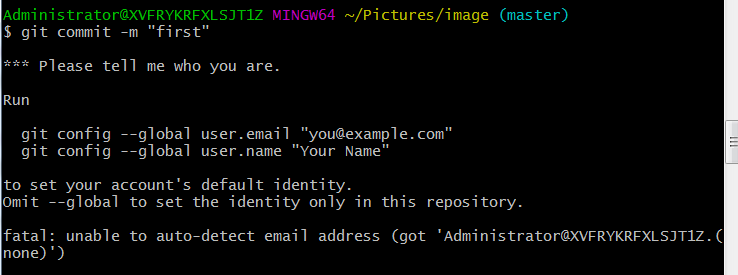 Administrator@XVFRYKRFXLSJT1Z MINGW64 ~/Pictures/image (master)
$ git commit -m "first"
*** Please tell me who you are.
Run
git config --global user.email "you@example.com"
git config --global user.name "Your Name"
to set your account's default identity.
Omit --global to set the identity only in this repository.
fatal: unable to auto-detect email address (got 'Administrator@XVFRYKRFXLSJT1Z.(
none)')